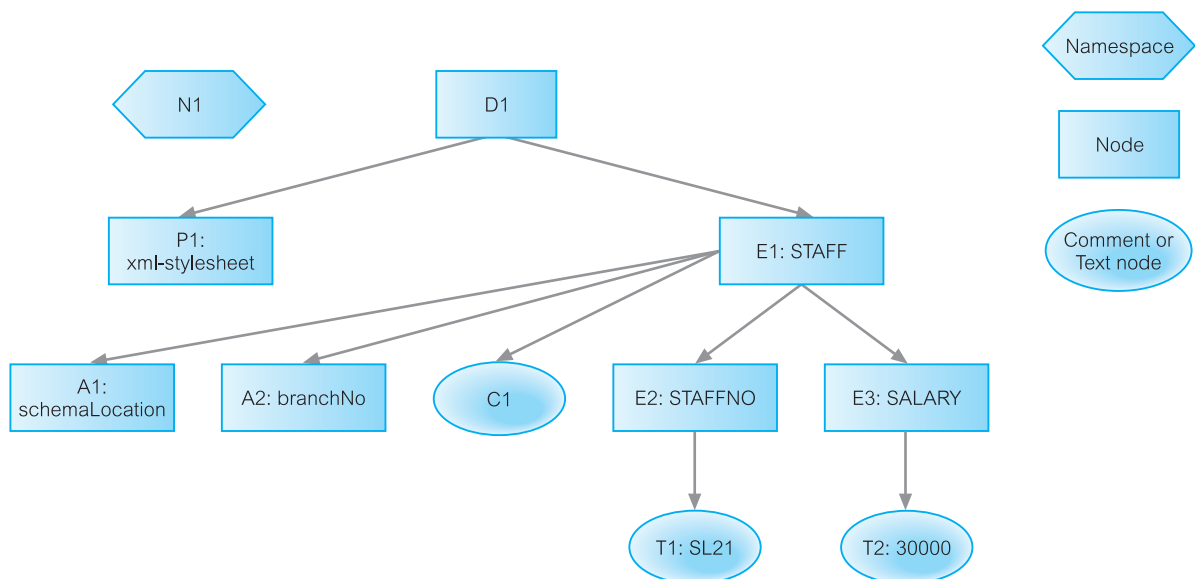 Namespace
N1
D1
Node
P1:
xml-stylesheet
E1: STAFF
Comment or
Text node
A1:
schemaLocation
A2: branchNo
C1
E2: STAFFNO
E3: SALARY
T1: SL21
T2: 30000